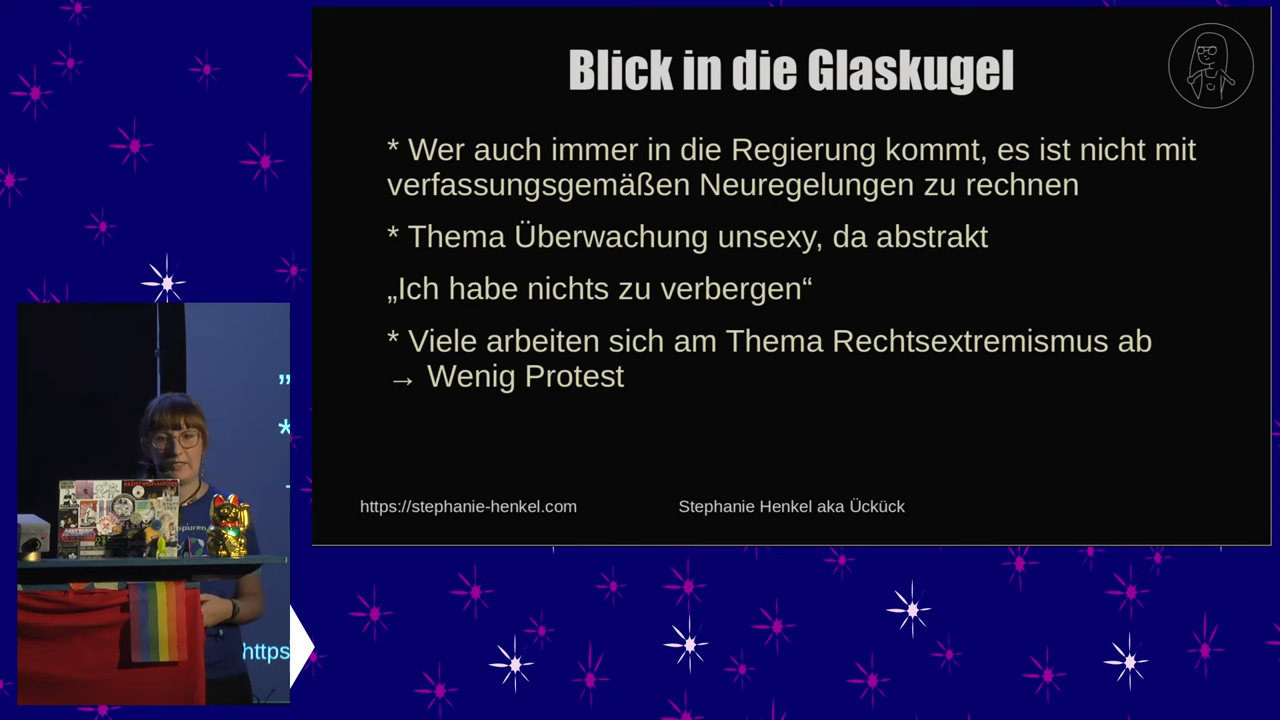 Blick in die Glaskugel
* Wer auch immer in die Regierung kommt, es ist nicht mit
verfassungsgemäßen Neuregelungen zu rechnen
* Thema Überwachung unsexy, da abstrakt
„Ich habe nichts zu verbergen“
* Viele arbeiten sich am Thema Rechtsextremismus ab
→ Wenig Protest
https://stephanie-henkel.com
Stephanie Henkel aka Ückück
„
*
spuren
https